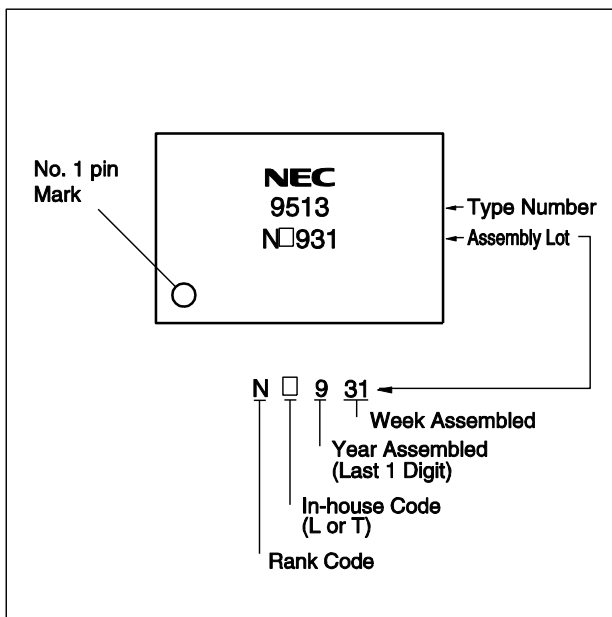 No. 1 pin
Mark
NEC
9513
N□931
Type Number
Assembly Lot
N □ 9 31
Week Assembled
Year Assembled
(Last 1 Digit)
In-house Code
(L or T)
Rank Code